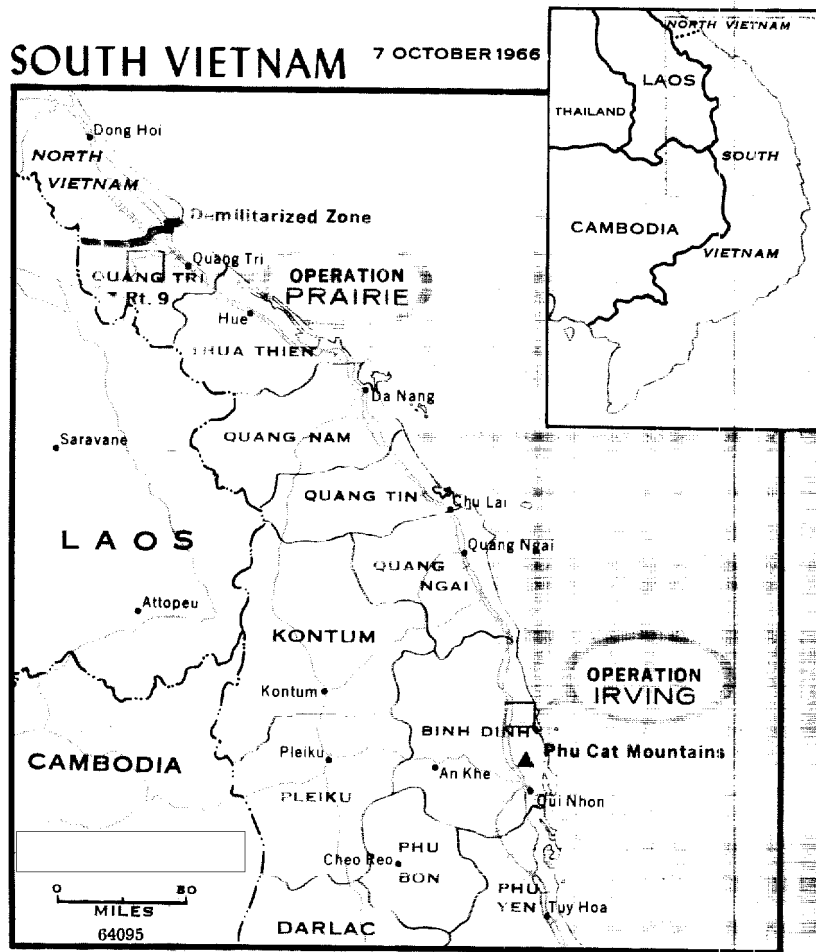 SOUTH VIETNAM
7 OCTOBER 1966
NORTH VIETNAM
LAOS
THAILAND
SOUTH
CAMBODIA
VIETNAM
Dong Hoi
NORTH
VIETNAM
Demilitarized Zone
Quang Tri
QUANG TRI
Rt. 9
OPERATION
PRAIRIE
Hue
THUA THIEN
Da Nang
QUANG NAM
Saravane
QUANG TIN
Chu Lai
LAOS
Quang Ngai
QUANG
NGAI
Attopeu
KONTUM
OPERATION
IRVING
Kontum
BINH DINH
Phu Cat Mountains
CAMBODIA
Pleiku
An Khe
PLEIKU
Qui Nhon
PHU
BON
Cheo Reo
PHU
YEN
Tuy Hoa
0 80
MILES
64095
DARLAC